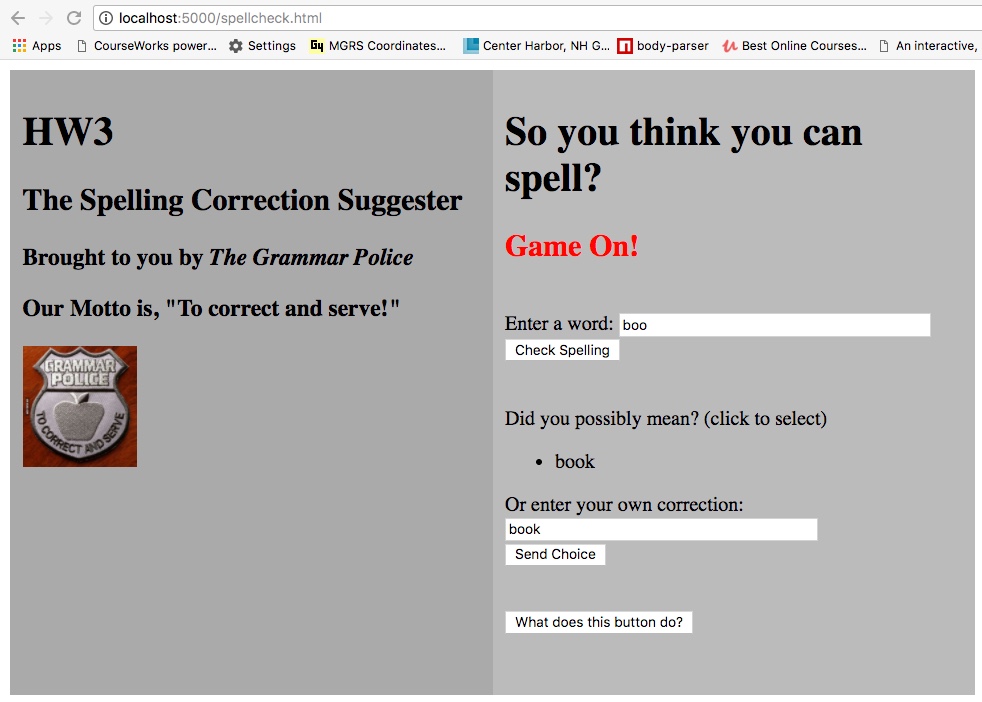 localhost:5000/spellcheck.html
Apps CourseWorks power... Settings Gy MGRS Coordinates... Center Harbor, NH G... body-parser Best Online Courses... An interactive,
HW3
The Spelling Correction Suggester
Brought to you by The Grammar Police
Our Motto is, "To correct and serve!"
GRAMMAR
POLICE
TO CORRECT AND SERVE
So you think you can
spell?
Game On!
Enter a word: boo
Check Spelling
Did you possibly mean? (click to select)
• book
Or enter your own correction:
book
Send Choice
What does this button do?